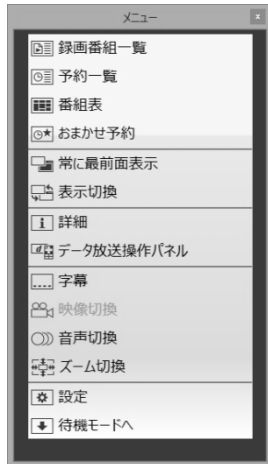 メニュー
録画番組一覧
予約一覧
番組表
おまかせ予約
常に最前面表示
表示切換
詳細
データ放送操作パネル
字幕
映像切換
音声切換
ズーム切換
設定
待機モードへ